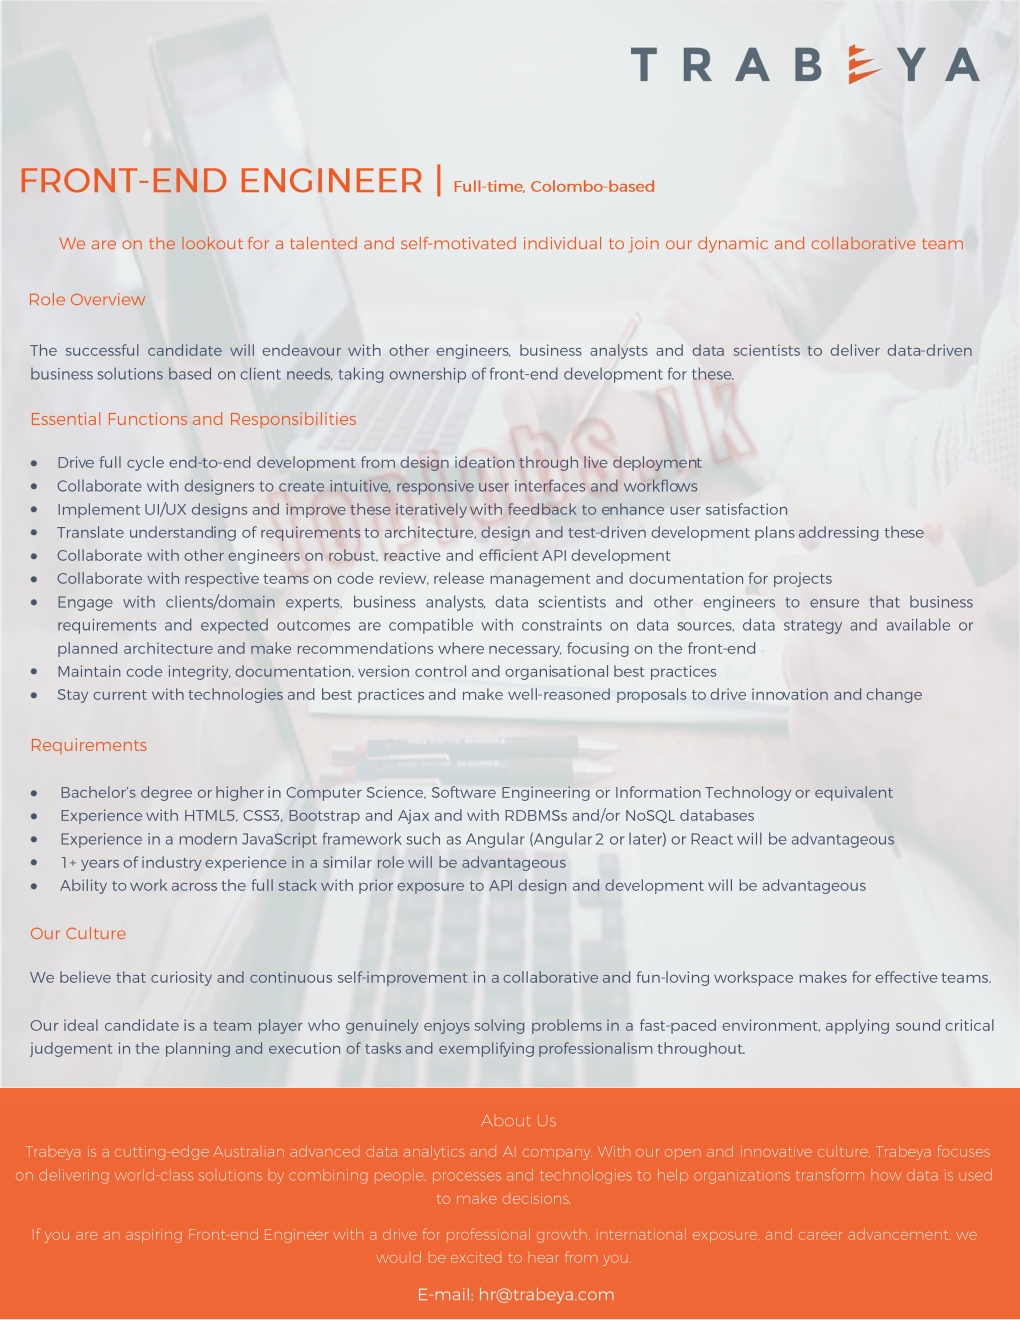 TRABEYA
FRONT-END ENGINEER | Full-time, Colombo-based
We are on the lookout for a talented and self-motivated individual to join our dynamic and collaborative team
Role Overview
The successful candidate will endeavour with other engineers, business analysts and data scientists to deliver data-driven
business solutions based on client needs, taking ownership of front-end development for these.
Essential Functions and Responsibilities
• Drive full cycle end-to-end development from design ideation through live deployment
• Collaborate with designers to create intuitive, responsive user interfaces and workflows
• Implement UI/UX designs and improve these iteratively with feedback to enhance user satisfaction
• Translate understanding of requirements to architecture, design and test-driven development plans addressing these
• Collaborate with other engineers on robust, reactive and efficient API development
• Collaborate with respective teams on code review, release management and documentation for projects
• Engage with clients/domain experts, business analysts, data scientists and other engineers to ensure that business
requirements and expected outcomes are compatible with constraints on data sources, data strategy and available or
planned architecture and make recommendations where necessary, focusing on the front-end
• Maintain code integrity, documentation, version control and organisational best practices
• Stay current with technologies and best practices and make well-reasoned proposals to drive innovation and change
topjobs.lk
Requirements
• Bachelor's degree or higher in Computer Science, Software Engineering or Information Technology or equivalent
• Experience with HTML5, CSS3, Bootstrap and Ajax and with RDBMSs and/or NoSQL databases
• Experience in a modern JavaScript framework such as Angular (Angular 2 or later) or React will be advantageous
• 1+ years of industry experience in a similar role will be advantageous
• Ability to work across the full stack with prior exposure to API design and development will be advantageous
Our Culture
We believe that curiosity and continuous self-improvement in a collaborative and fun-loving workspace makes for effective teams.
Our ideal candidate is a team player who genuinely enjoys solving problems in a fast-paced environment, applying sound critical
judgement in the planning and execution of tasks and exemplifying professionalism throughout.
About Us
Trabeya is a cutting-edge Australian advanced data analytics and AI company. With our open and innovative culture, Trabeya focuses
on delivering world-class solutions by combining people, processes and technologies to help organizations transform how data is used
to make decisions.
If you are an aspiring Front-end Engineer with a drive for professional growth, international exposure, and career advancement, we
would be excited to hear from you.
E-mail: hr@trabeya.com